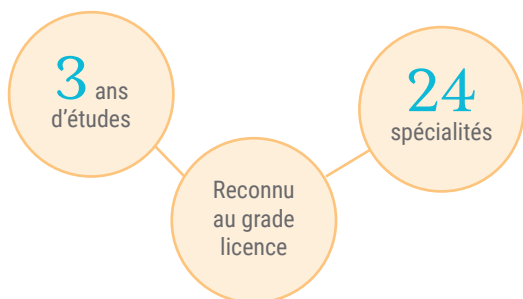 3 ans
d'études
24
spécialités
Reconnu
au grade
licence